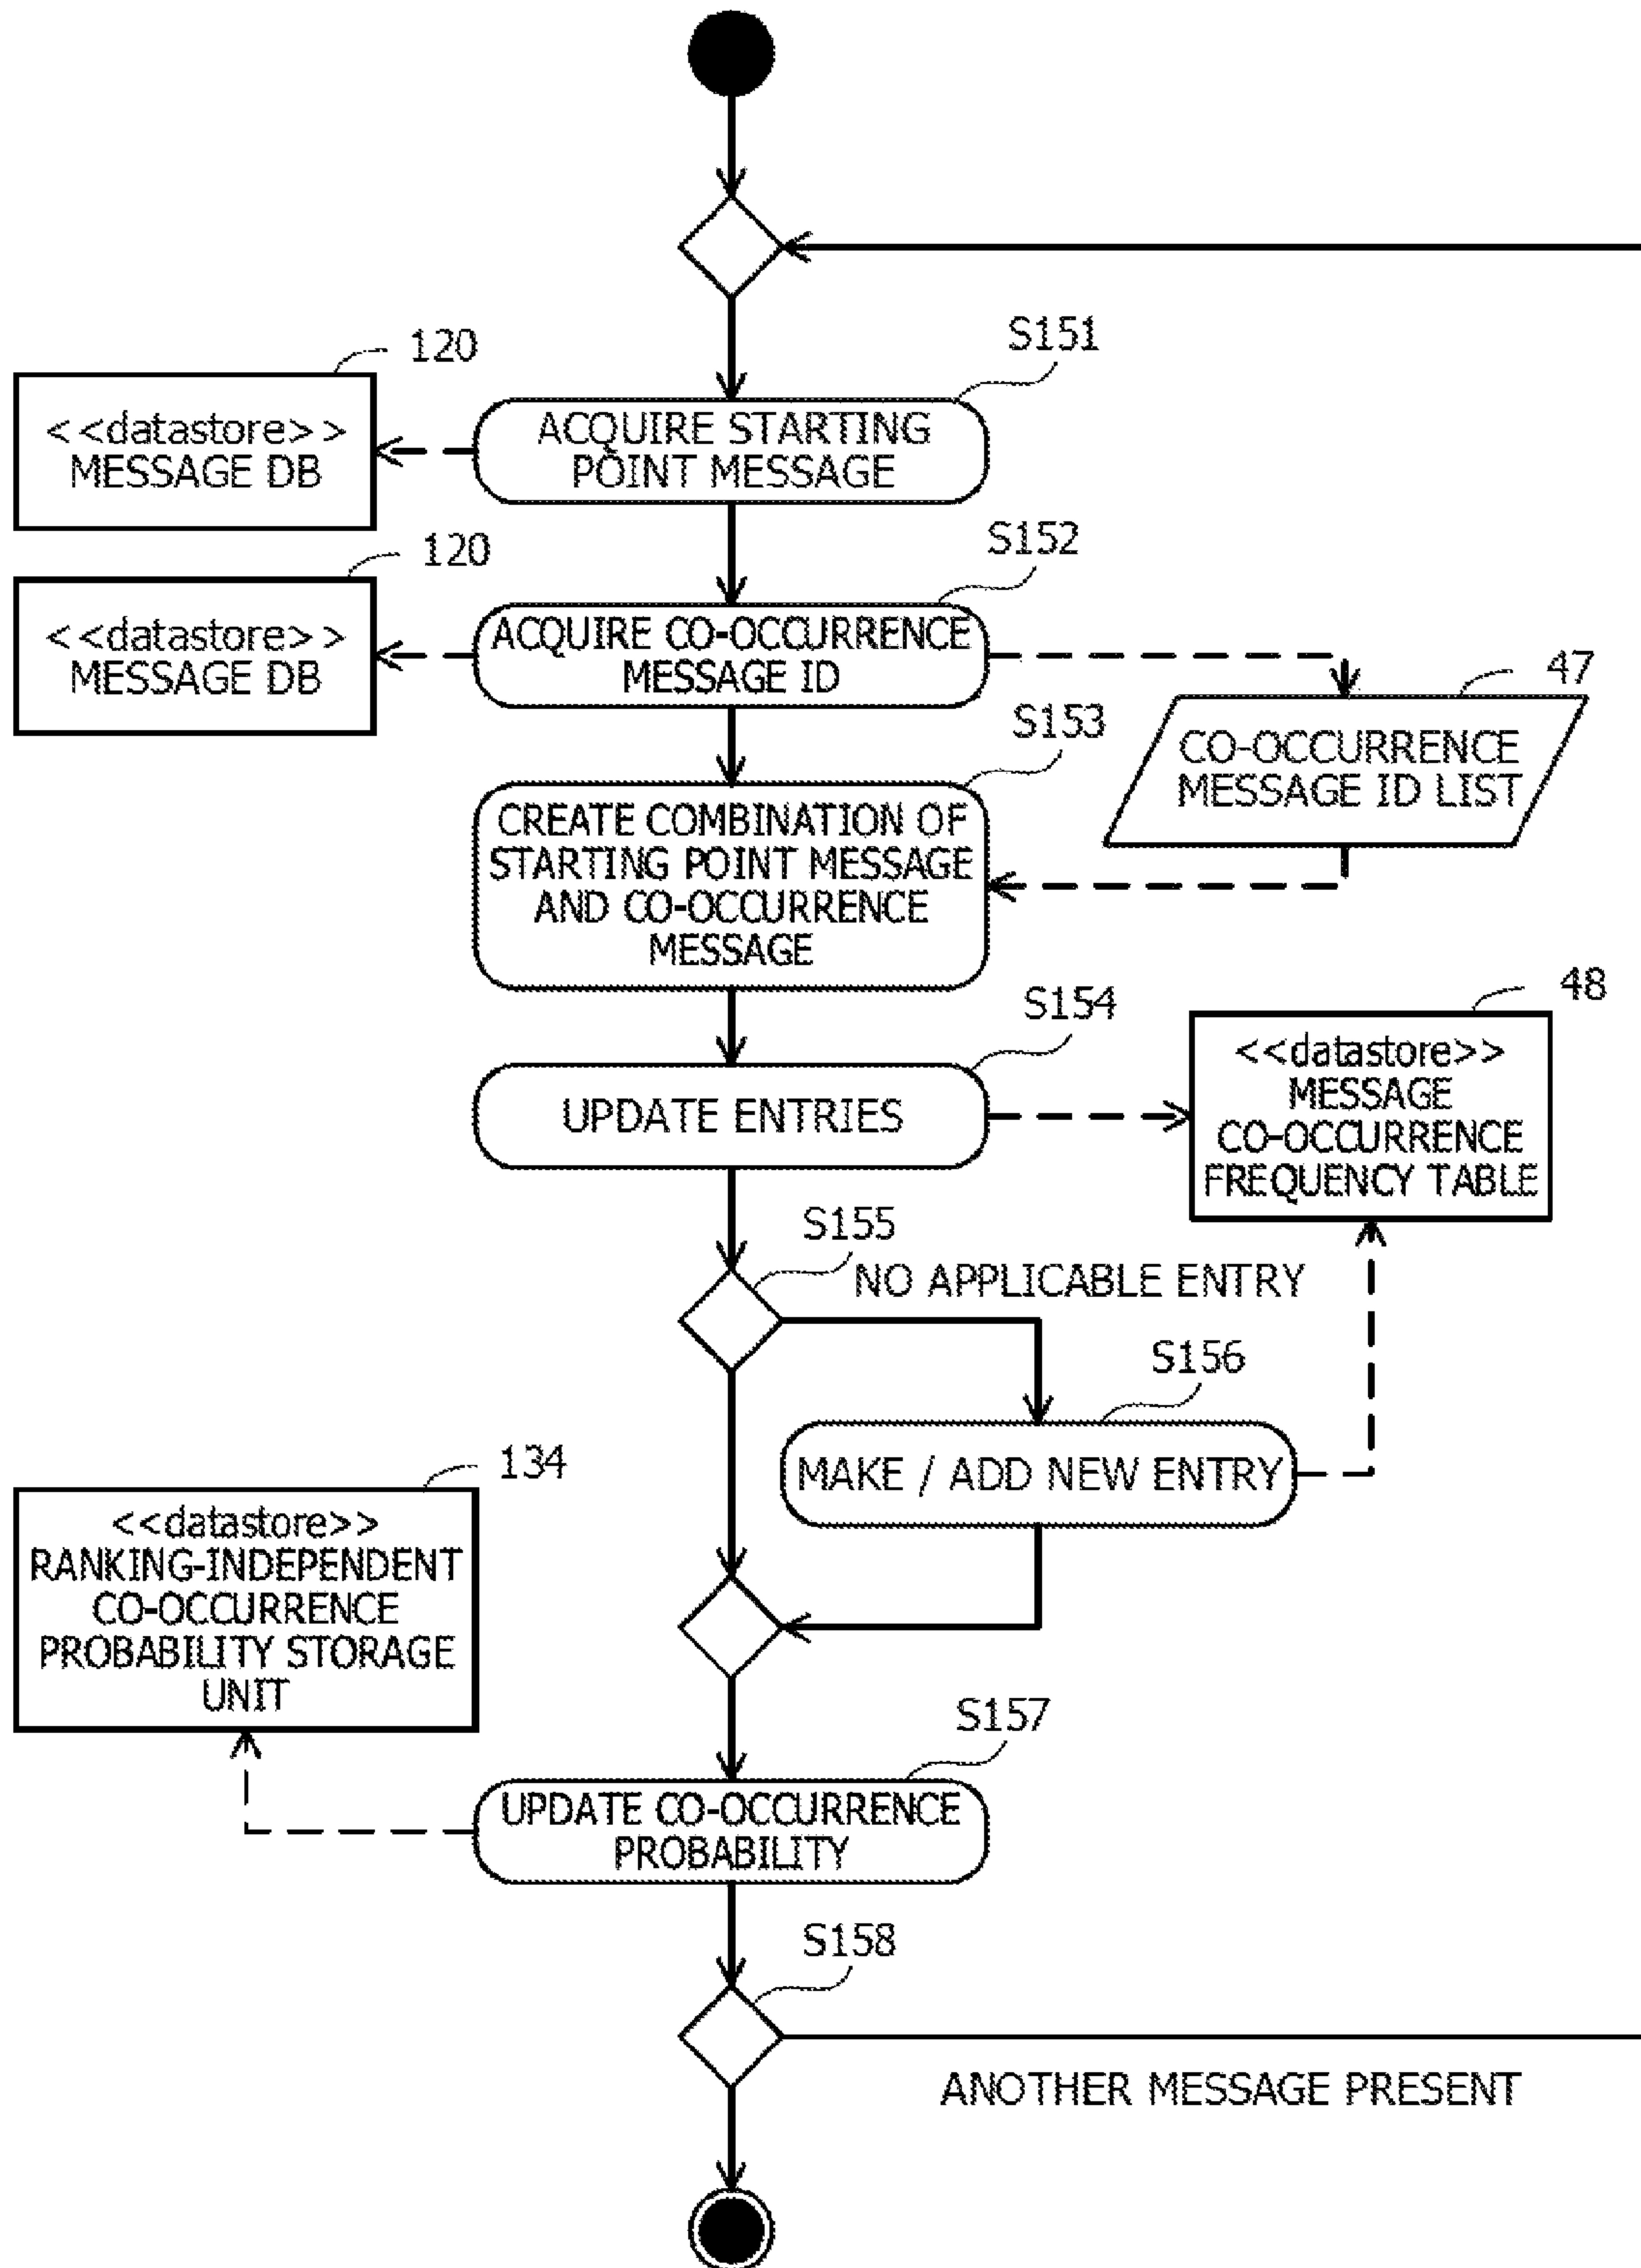 S151
120
<<datastore>>
MESSAGE DB
ACQUIRE STARTING
POINT MESSAGE
S152
120
<<datastore>>
MESSAGE DB
ACQUIRE CO-OCCURRENCE
MESSAGE ID
47
CO-OCCURRENCE
MESSAGE ID LIST
S153
CREATE COMBINATION OF
STARTING POINT MESSAGE
AND CO-OCCURRENCE
MESSAGE
S154
48
UPDATE ENTRIES
<<datastore>>
MESSAGE
CO-OCCURRENCE
FREQUENCY TABLE
S155
NO APPLICABLE ENTRY
S156
MAKE / ADD NEW ENTRY
134
<<datastore>>
RANKING-INDEPENDENT
CO-OCCURRENCE
PROBABILITY STORAGE
UNIT
S157
UPDATE CO-OCCURRENCE
PROBABILITY
S158
ANOTHER MESSAGE PRESENT